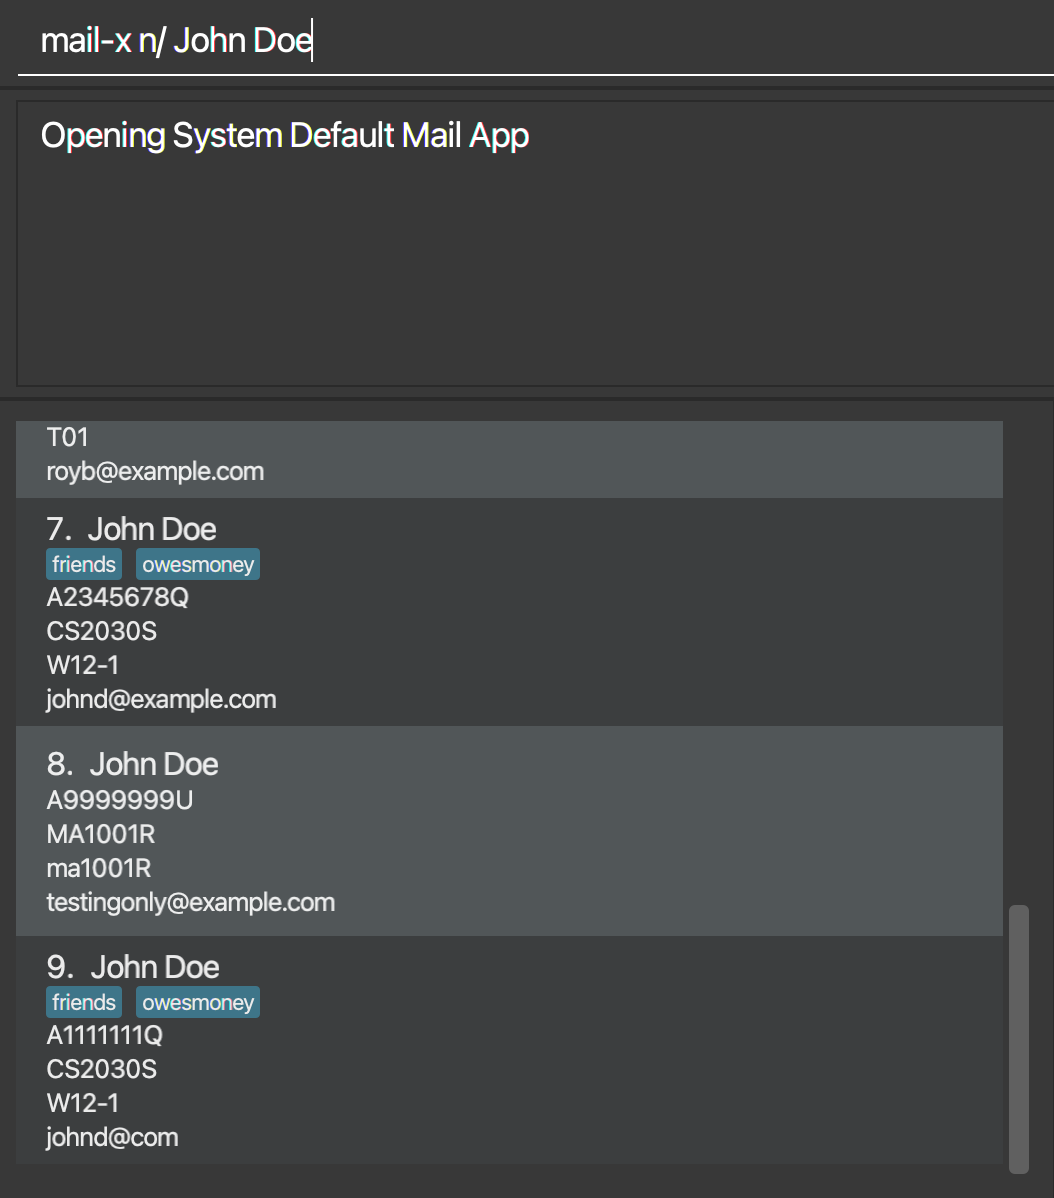 mail-x n/ John Doe
Opening System Default Mail App
T01
royb@example.com
7. John Doe
friends owesmoney
A2345678Q
CS2030S
W12-1
johnd@example.com
8. John Doe
A9999999U
MA1001R
ma1001R
testingonly@example.com
9. John Doe
friends owesmoney
A1111111Q
CS2030S
W12-1
johnd@com